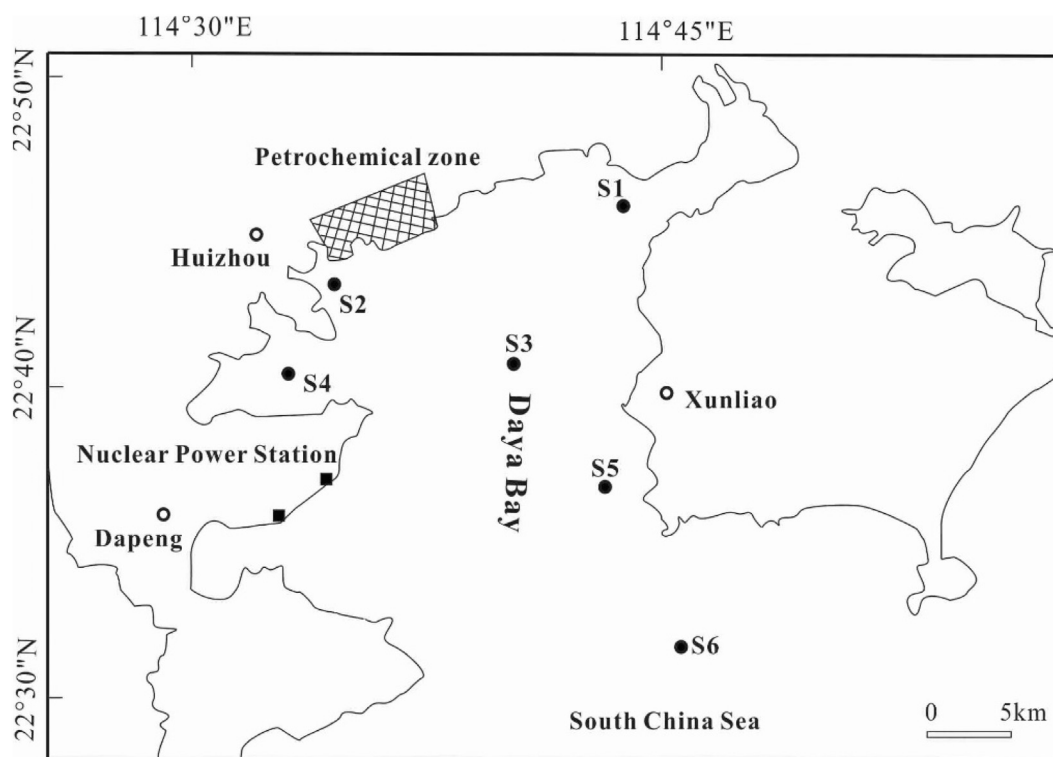 114°30"E
114°45"E
22°50"N
Petrochemical zone
S1
Huizhou
S2
S3
22°40"N
S4
Xunliao
Daya Bay
Nuclear Power Station
S5
Dapeng
S6
22°30"N
South China Sea
0 5km